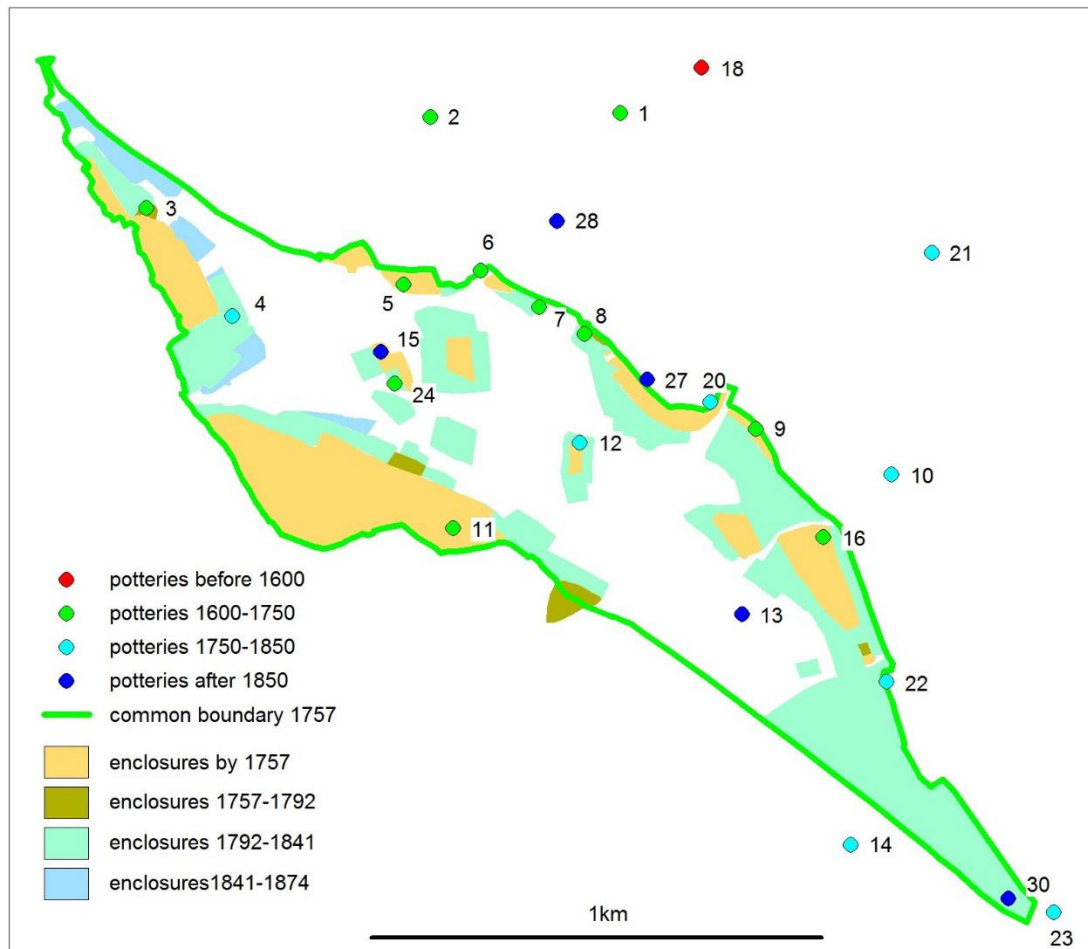 18
2
1
3
28
6
21
4
5
7
8
15
27
20
24
9
12
10
11
16
potteries before 1600
potteries 1600-1750
13
potteries 1750-1850
potteries after 1850
22
common boundary 1757
enclosures by 1757
enclosures 1757-1792
enclosures 1792-1841
14
enclosures1841-1874
30
1km
23